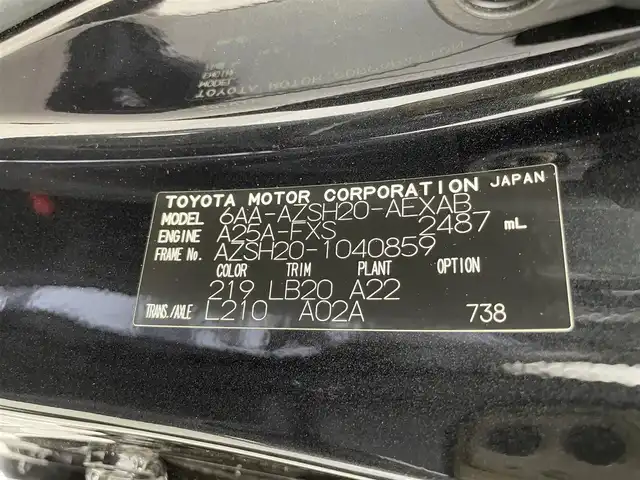 TOYOTA MOTOR CORPORATION JAPAN
MODEL 6AA-AZSH20-AEXAB
ENGINE A25A-FXS 2487 mL
FRAME No. AZSH20-1040859
COLOR TRIM PLANT OPTION
219 LB20 A22
TRANS./AXLE L210 A02A 738